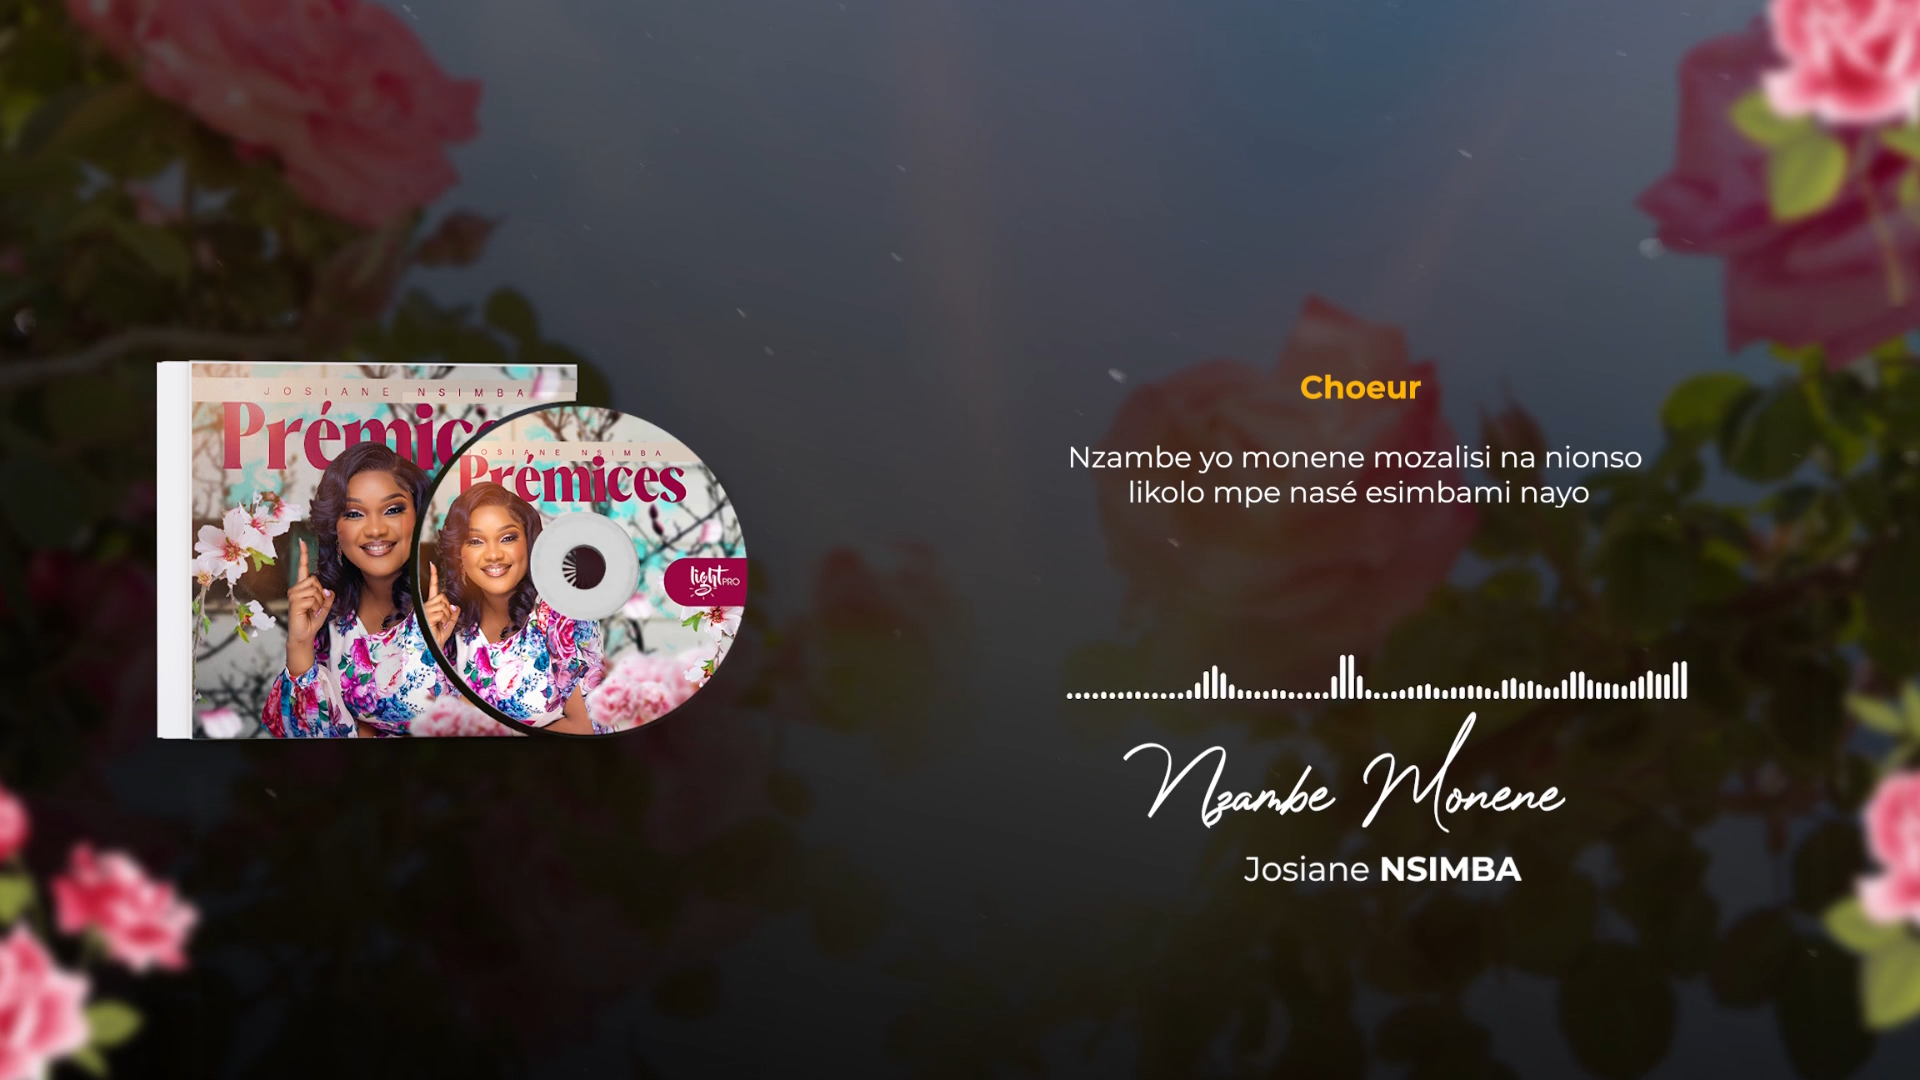 JOSIANE NSIMBA
Prémic
JOSIANE NSIMBA
Prémices
light PRO
Choeur
Nzambe yo monene mozalisi na nionso
likolo mpe nasé esimbami nayo
Nzambe Monene
Josiane NSIMBA